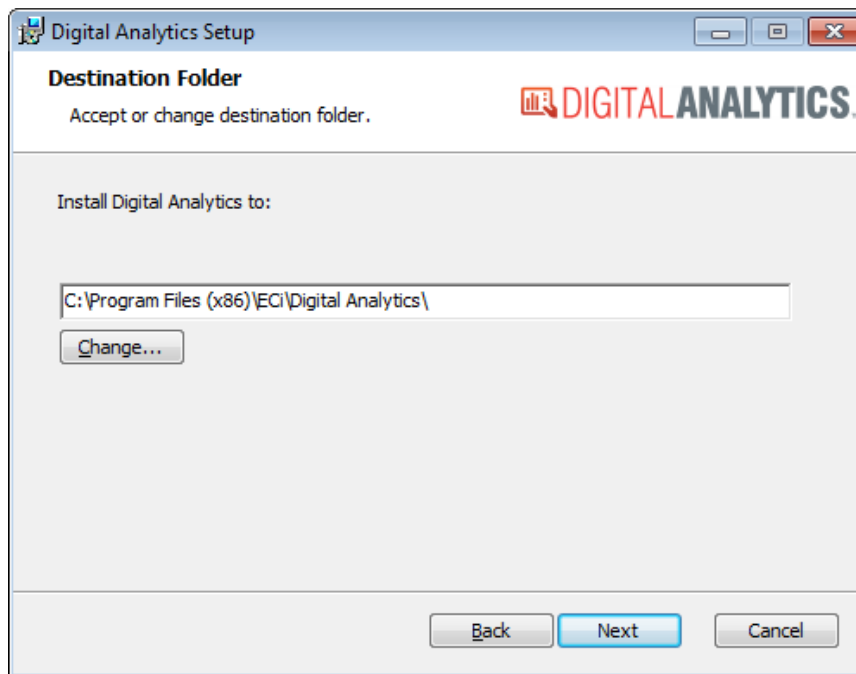 Digital Analytics Setup
Destination Folder
Accept or change destination folder.
DIGITALANALYTICS.
Install Digital Analytics to:
C:\Program Files (x86)\ECi\Digital Analytics\
Change...
Back
Next
Cancel